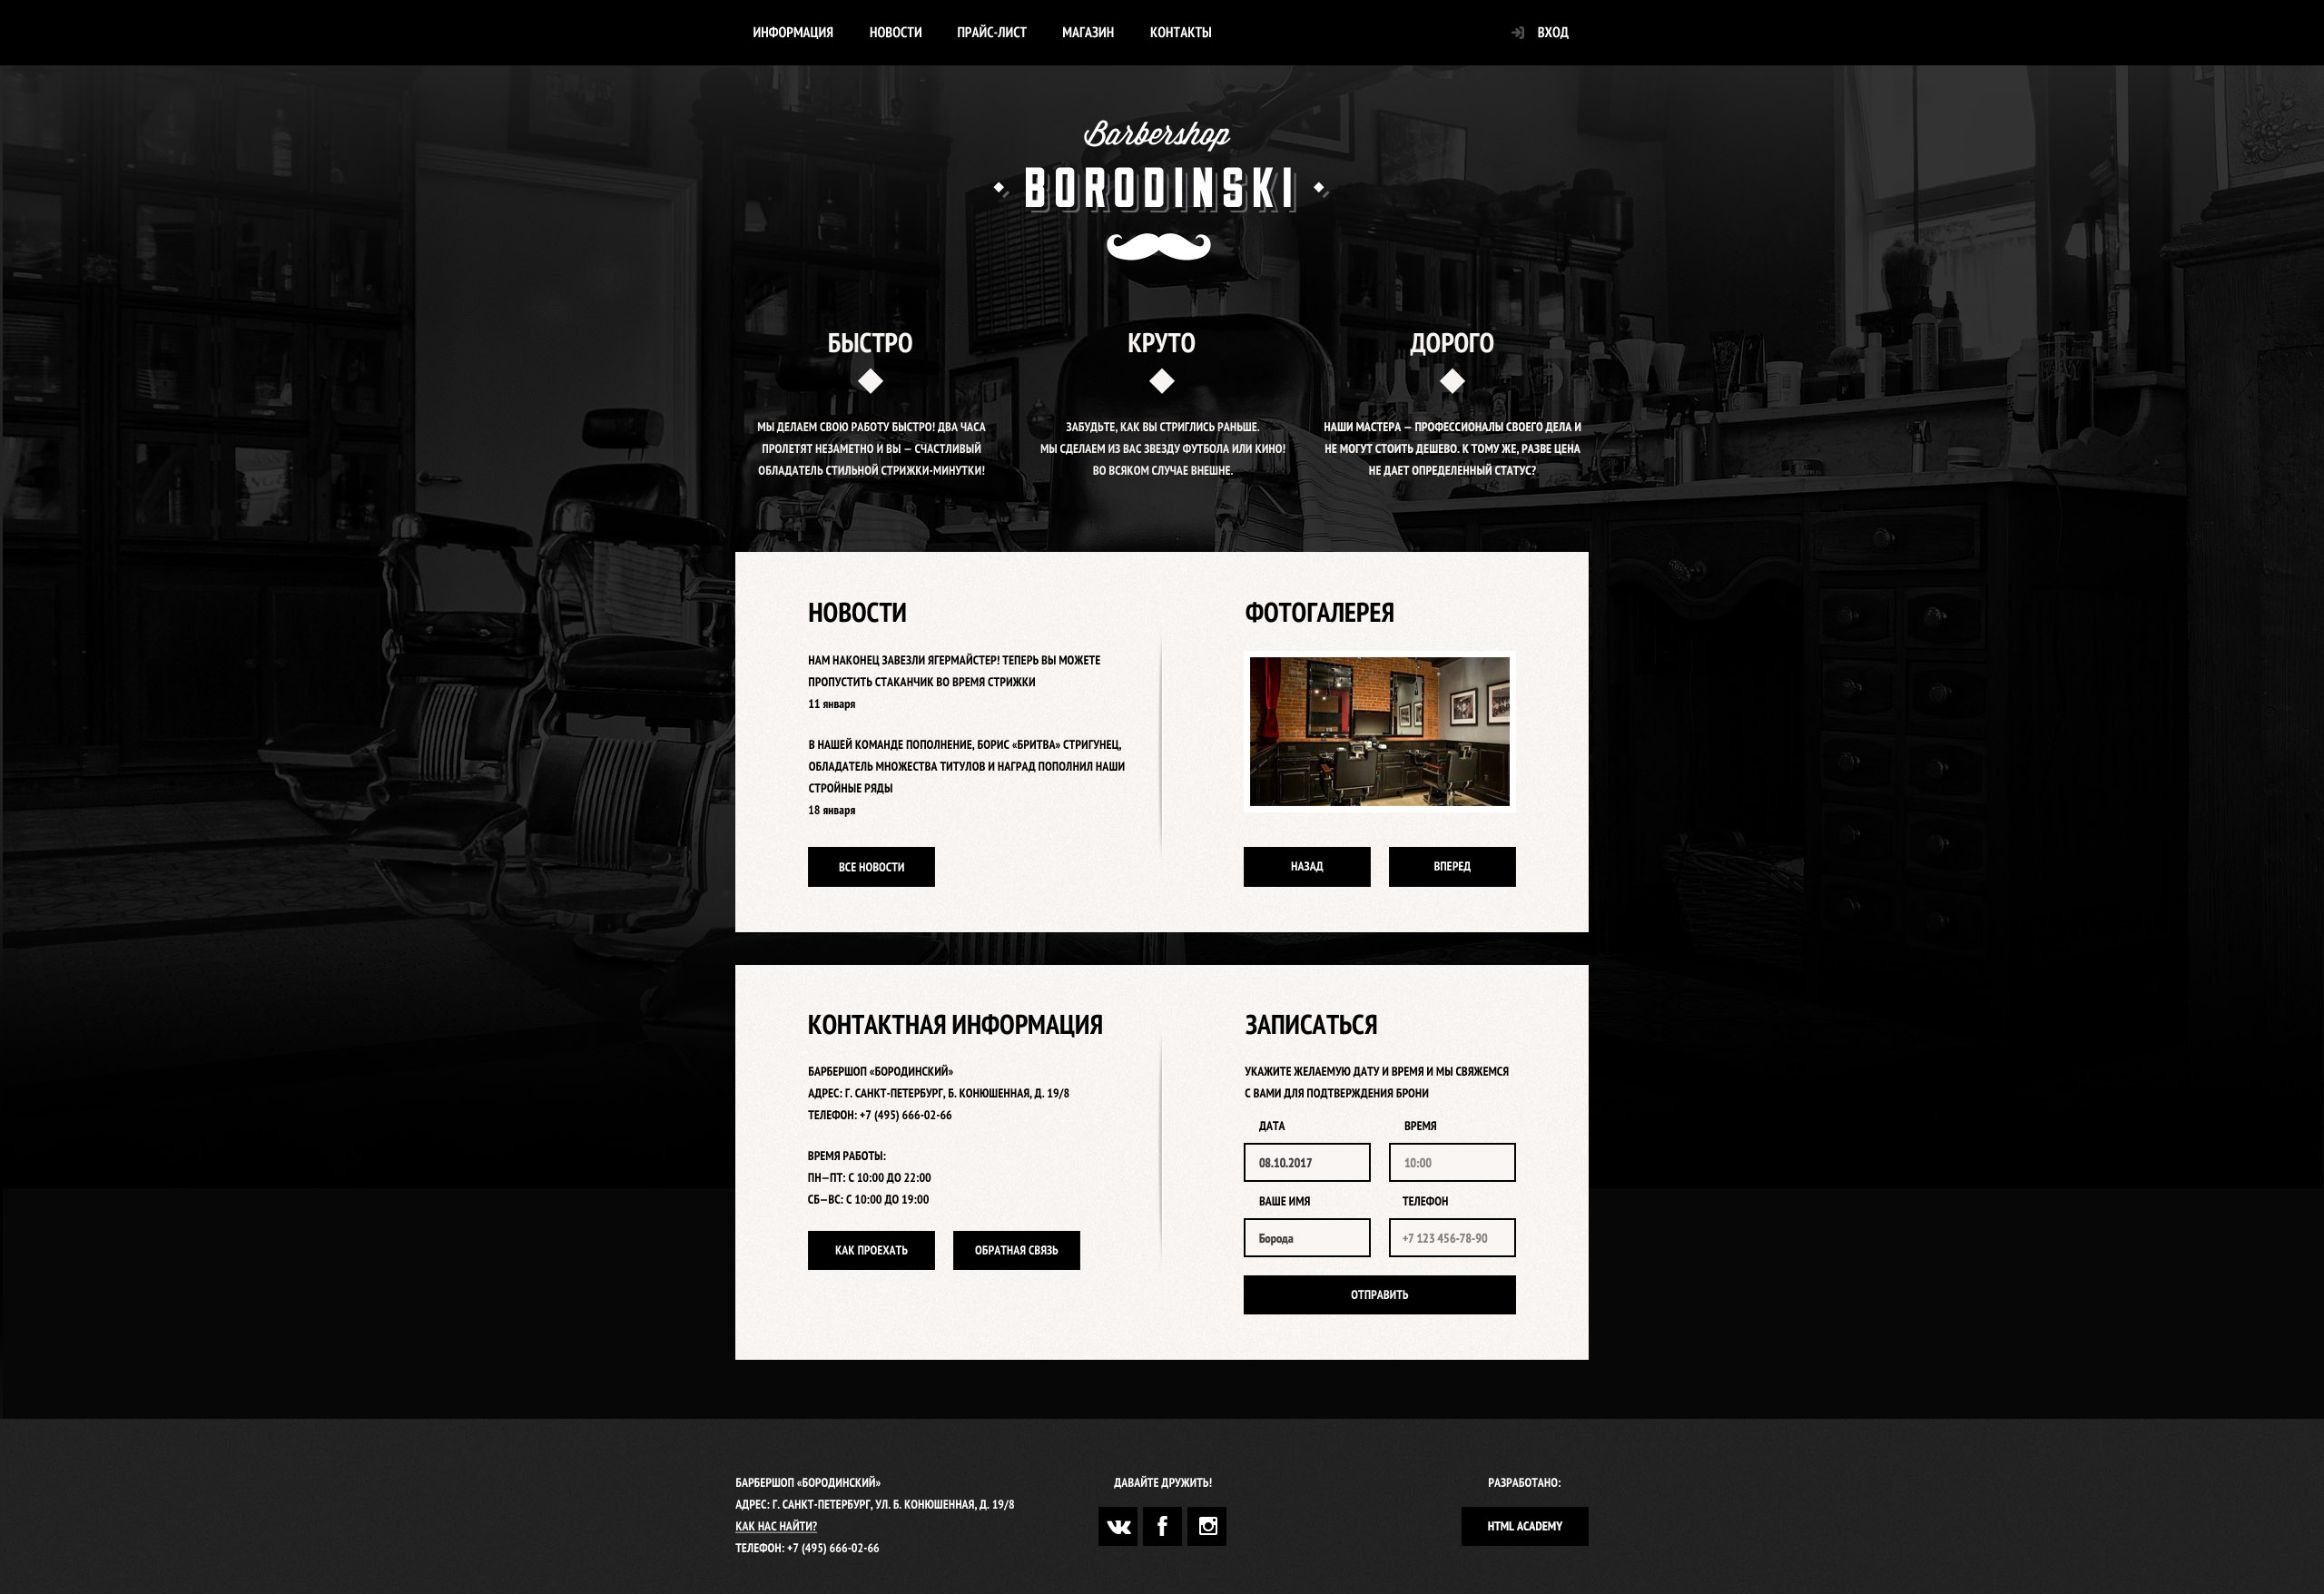 ИНФОРМАЦИЯ НОВОСТИ ПРАЙС-ЛИСТ МАГАЗИН КОНТАКТЫ ВХОД
Barbershop
BORODINSKI
БЫСТРО
МЫ ДЕЛАЕМ СВОЮ РАБОТУ БЫСТРО! ДВА ЧАСА
ПРОЛЕТЯТ НЕЗАМЕТНО И ВЫ — СЧАСТЛИВЫЙ
ОБЛАДАТЕЛЬ СТИЛЬНОЙ СТРИЖКИ-МИНУТКИ!
КРУТО
ЗАБУДЬТЕ, КАК ВЫ СТРИГЛИСЬ РАНЬШЕ.
МЫ СДЕЛАЕМ ИЗ ВАС ЗВЕЗДУ ФУТБОЛА ИЛИ КИНО!
ВО ВСЯКОМ СЛУЧАЕ ВНЕШНЕ.
ДОРОГО
НАШИ МАСТЕРА — ПРОФЕССИОНАЛЫ СВОЕГО ДЕЛА И
НЕ МОГУТ СТОИТЬ ДЕШЕВО. К ТОМУ ЖЕ, РАЗВЕ ЦЕНА
НЕ ДАЕТ ОПРЕДЕЛЕННЫЙ СТАТУС?
НОВОСТИ
НАМ НАКОНЕЦ ЗАВЕЗЛИ ЯГЕРМАЙСТЕР! ТЕПЕРЬ ВЫ МОЖЕТЕ
ПРОПУСТИТЬ СТАКАНЧИК ВО ВРЕМЯ СТРИЖКИ
11 января
В НАШЕЙ КОМАНДЕ ПОПОЛНЕНИЕ, БОРИС «БРИТВА» СТРИГУНЕЦ,
ОБЛАДАТЕЛЬ МНОЖЕСТВА ТИТУЛОВ И НАГРАД ПОПОЛНИЛ НАШИ
СТРОЙНЫЕ РЯДЫ
18 января
ВСЕ НОВОСТИ
ФОТОГАЛЕРЕЯ
НАЗАД ВПЕРЕД
КОНТАКТНАЯ ИНФОРМАЦИЯ
БАРБЕРШОП «БОРОДИНСКИЙ»
АДРЕС: Г. САНКТ-ПЕТЕРБУРГ, Б. КОНЮШЕННАЯ, Д. 19/8
ТЕЛЕФОН: +7 (495) 666-02-66
ВРЕМЯ РАБОТЫ:
ПН—ПТ: С 10:00 ДО 22:00
СБ—ВС: С 10:00 ДО 19:00
КАК ПРОЕХАТЬ ОБРАТНАЯ СВЯЗЬ
ЗАПИСАТЬСЯ
УКАЖИТЕ ЖЕЛАЕМУЮ ДАТУ И ВРЕМЯ И МЫ СВЯЖЕМСЯ
С ВАМИ ДЛЯ ПОДТВЕРЖДЕНИЯ БРОНИ
ДАТА ВРЕМЯ
08.10.2017 10:00
ВАШЕ ИМЯ ТЕЛЕФОН
Борода +7 123 456-78-90
ОТПРАВИТЬ
БАРБЕРШОП «БОРОДИНСКИЙ»
АДРЕС: Г. САНКТ-ПЕТЕРБУРГ, УЛ. Б. КОНЮШЕННАЯ, Д. 19/8
КАК НАС НАЙТИ?
ТЕЛЕФОН: +7 (495) 666-02-66
ДАВАЙТЕ ДРУЖИТЬ!
РАЗРАБОТАНО:
HTML ACADEMY